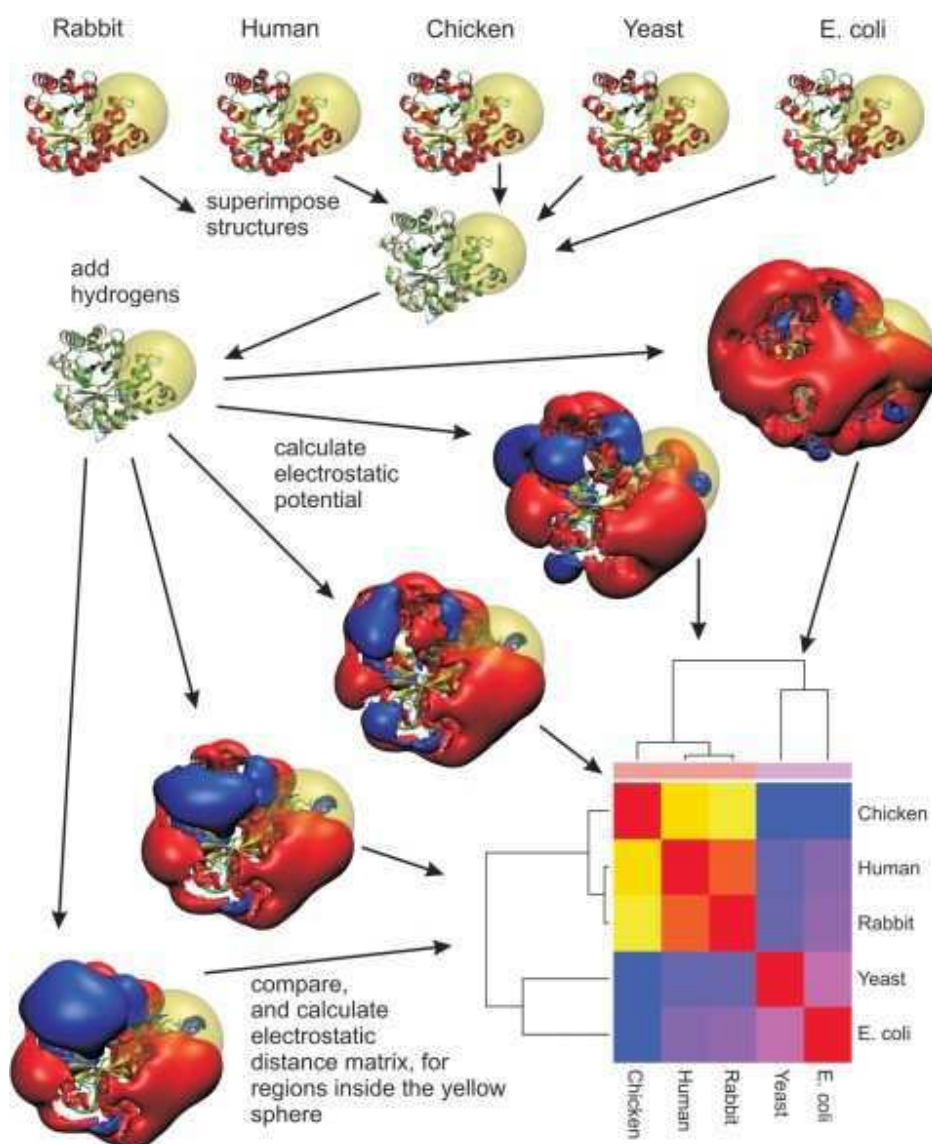 Rabbit
Human
Chicken
Yeast
E. coli
superimpose
structures
add
hydrogens
calculate
electrostatic
potential
Chicken
Human
Rabbit
Yeast
E. coli
compare,
and calculate
electrostatic
distance matrix, for
regions inside the yellow
sphere
Chicken
Human
Rabbit
Yeast
E. coli